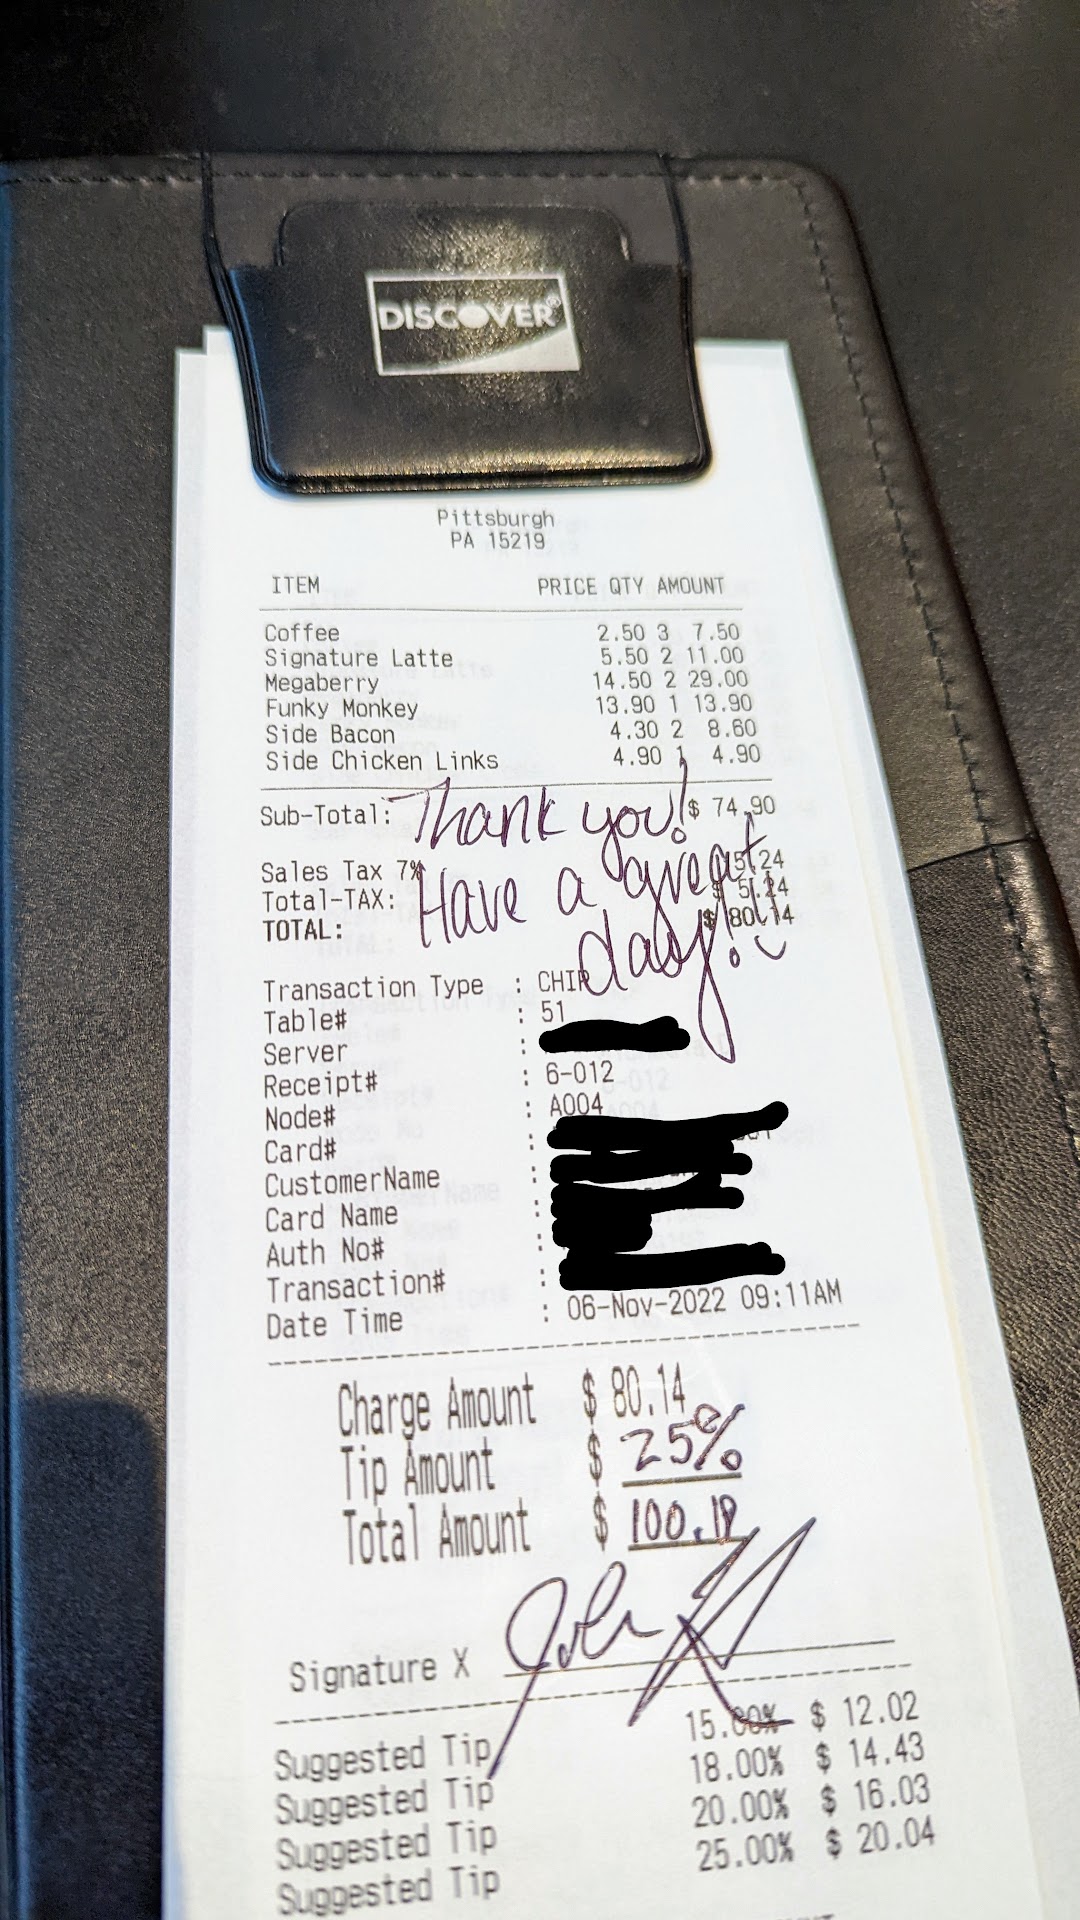 DISCOVER®
Pittsburgh
PA 15219
ITEM PRICE QTY AMOUNT
Coffee 2.50 3 7.50
Signature Latte 5.50 2 11.00
Megaberry 14.50 2 29.00
Funky Monkey 13.90 1 13.90
Side Bacon 4.30 2 8.60
Side Chicken Links 4.90 1 4.90
Sub-Total: $ 74.90
Thank you!
Sales Tax 7% 5.24
Total-TAX: $ 5.24
Have a great
TOTAL: $ 80.14
day!! :)
Transaction Type : CHIP
Table# : 51
Server :
Receipt# : 6-012
Node# : A004
Card# :
CustomerName :
Card Name :
Auth No# :
Transaction# :
Date Time : 06-Nov-2022 09:11AM
Charge Amount $ 80.14
Tip Amount $ 25%
Total Amount $ 100.18
Signature X John
Suggested Tip 15.00% $ 12.02
Suggested Tip 18.00% $ 14.43
Suggested Tip 20.00% $ 16.03
Suggested Tip 25.00% $ 20.04